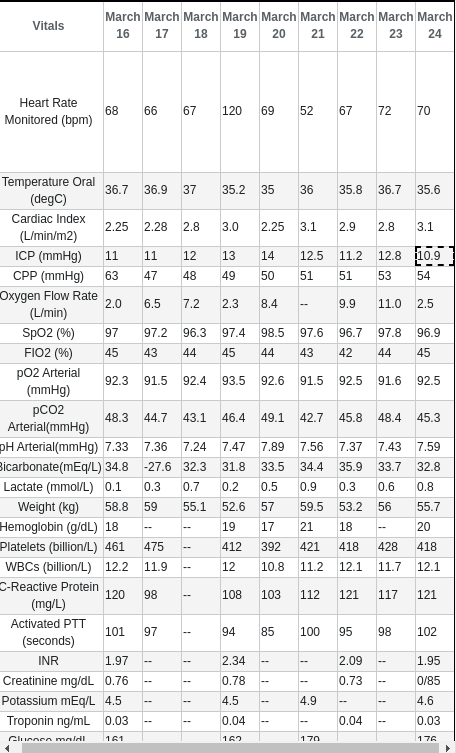 Vitals March 16 March 17 March 18 March 19 March 20 March 21 March 22 March 23 March 24
Heart Rate Monitored (bpm) 68 66 67 120 69 52 67 72 70
Temperature Oral (degC) 36.7 36.9 37 35.2 35 36 35.8 36.7 35.6
Cardiac Index (L/min/m2) 2.25 2.28 2.8 3.0 2.25 3.1 2.9 2.8 3.1
ICP (mmHg) 11 11 12 13 14 12.5 11.2 12.8 10.9
CPP (mmHg) 63 47 48 49 50 51 51 53 54
Oxygen Flow Rate (L/min) 2.0 6.5 7.2 2.3 8.4 -- 9.9 11.0 2.5
SpO2 (%) 97 97.2 96.3 97.4 98.5 97.6 96.7 97.8 96.9
FIO2 (%) 45 43 44 45 44 43 42 44 45
pO2 Arterial (mmHg) 92.3 91.5 92.4 93.5 92.6 91.5 92.5 91.6 92.5
pCO2 Arterial(mmHg) 48.3 44.7 43.1 46.4 49.1 42.7 45.8 48.4 45.3
pH Arterial(mmHg) 7.33 7.36 7.24 7.47 7.89 7.56 7.37 7.43 7.59
Bicarbonate(mEq/L) 34.8 -27.6 32.3 31.8 33.5 34.4 35.9 33.7 32.8
Lactate (mmol/L) 0.1 0.3 0.7 0.2 0.5 0.9 0.3 0.6 0.8
Weight (kg) 58.8 59 55.1 52.6 57 59.5 53.2 56 55.7
Hemoglobin (g/dL) 18 -- -- 19 17 21 18 -- 20
Platelets (billion/L) 461 475 -- 412 392 421 418 428 418
WBCs (billion/L) 12.2 11.9 -- 12 10.8 11.2 12.1 11.7 12.1
C-Reactive Protein (mg/L) 120 98 -- 108 103 112 121 117 121
Activated PTT (seconds) 101 97 -- 94 85 100 95 98 102
INR 1.97 -- -- 2.34 -- -- 2.09 -- 1.95
Creatinine mg/dL 0.76 -- -- 0.78 -- -- 0.73 -- 0/85
Potassium mEq/L 4.5 -- -- 4.5 -- 4.9 -- -- 4.6
Troponin ng/mL 0.03 -- -- 0.04 -- -- 0.04 -- 0.03
Glucose mg/dL 161 -- -- 162 -- 179 -- -- 176